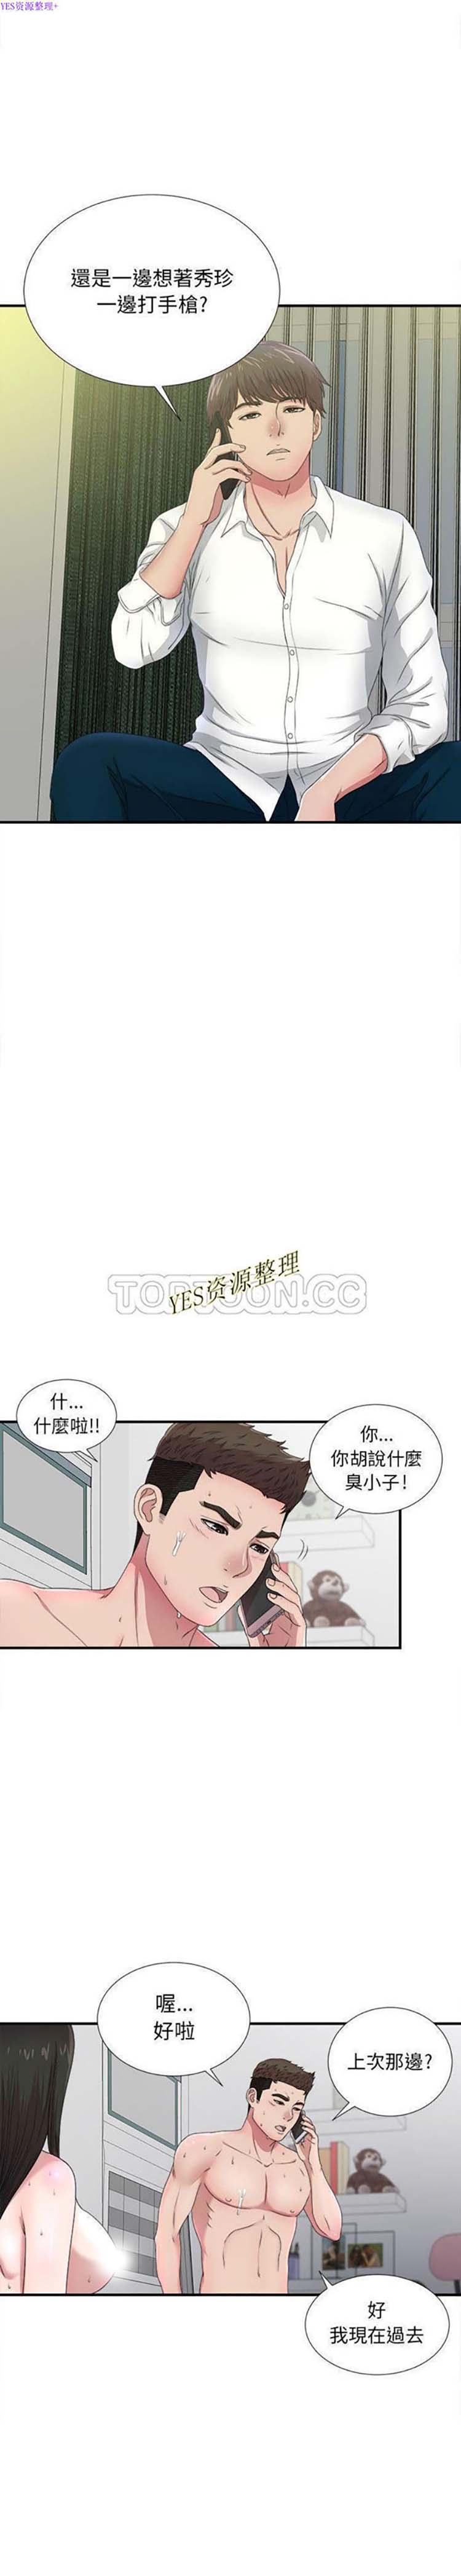 YES资源整理+
還是一邊想著秀珍
一邊打手槍?
TOPTOON.CC
YES资源整理
什...
什麼啦!!
你...
你胡說什麼
臭小子!
喔...
好啦
上次那邊?
好
我現在過去